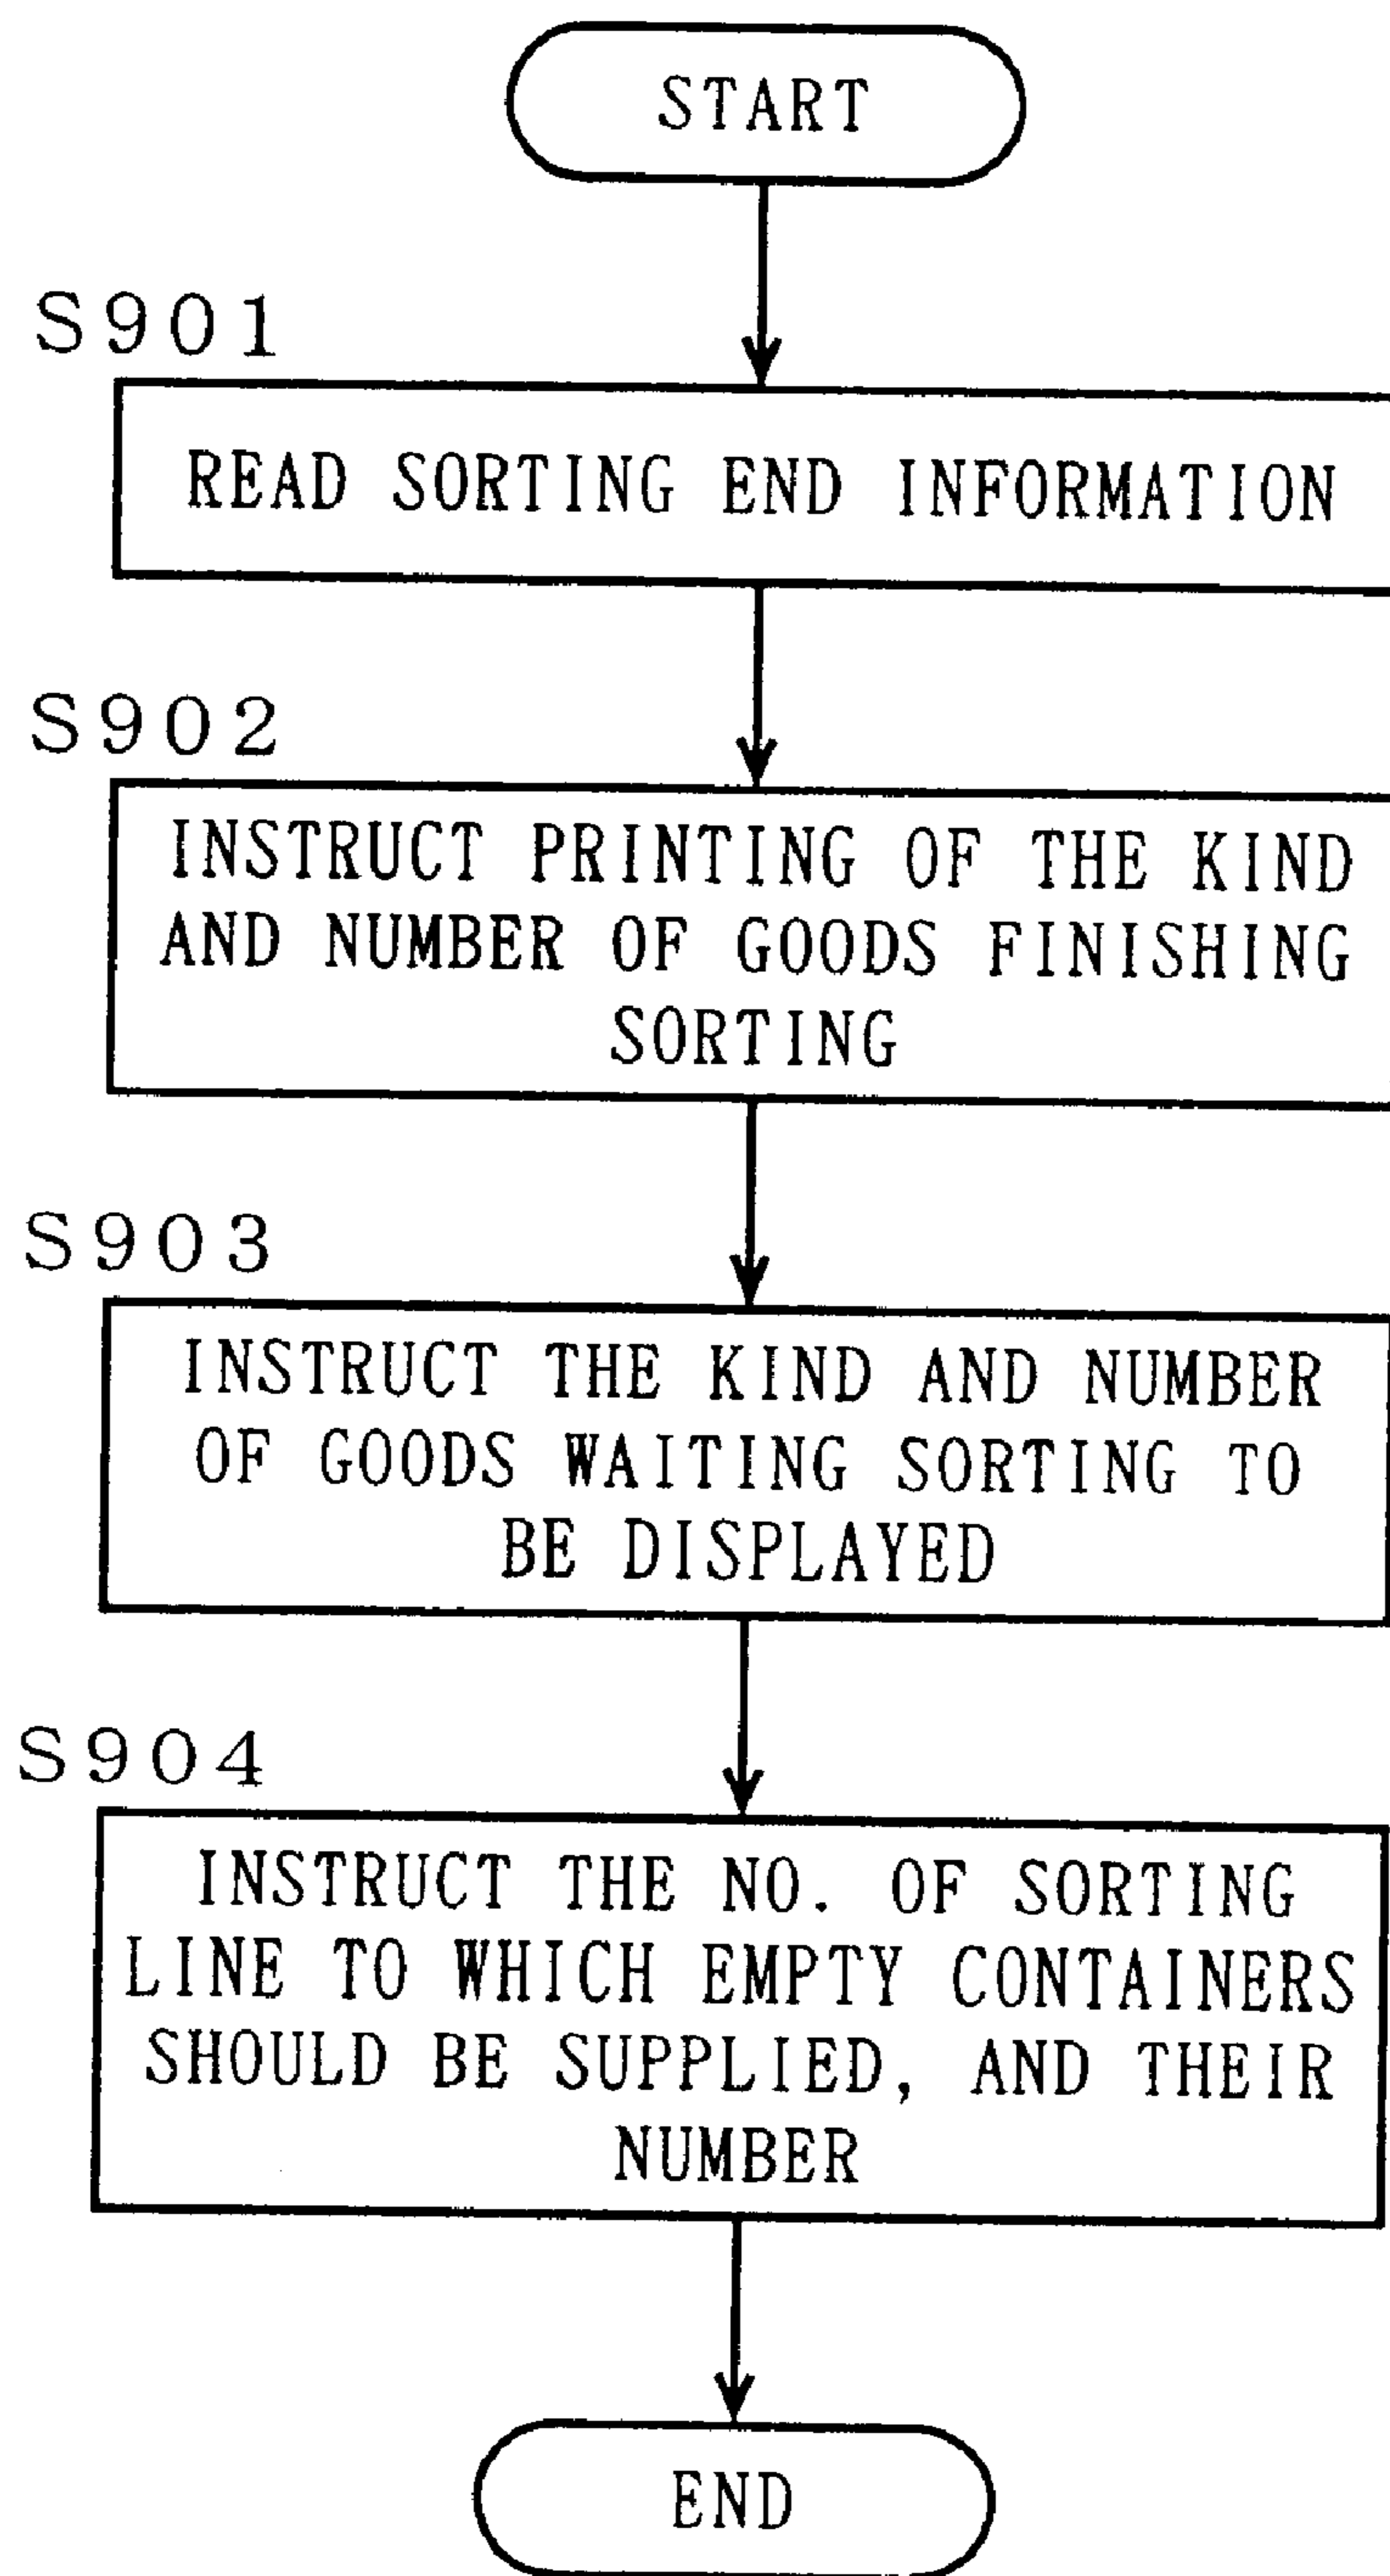 START
S901
READ SORTING END INFORMATION
S902
INSTRUCT PRINTING OF THE KIND
AND NUMBER OF GOODS FINISHING
SORTING
S903
INSTRUCT THE KIND AND NUMBER
OF GOODS WAITING SORTING TO
BE DISPLAYED
S904
INSTRUCT THE NO. OF SORTING
LINE TO WHICH EMPTY CONTAINERS
SHOULD BE SUPPLIED, AND THEIR
NUMBER
END